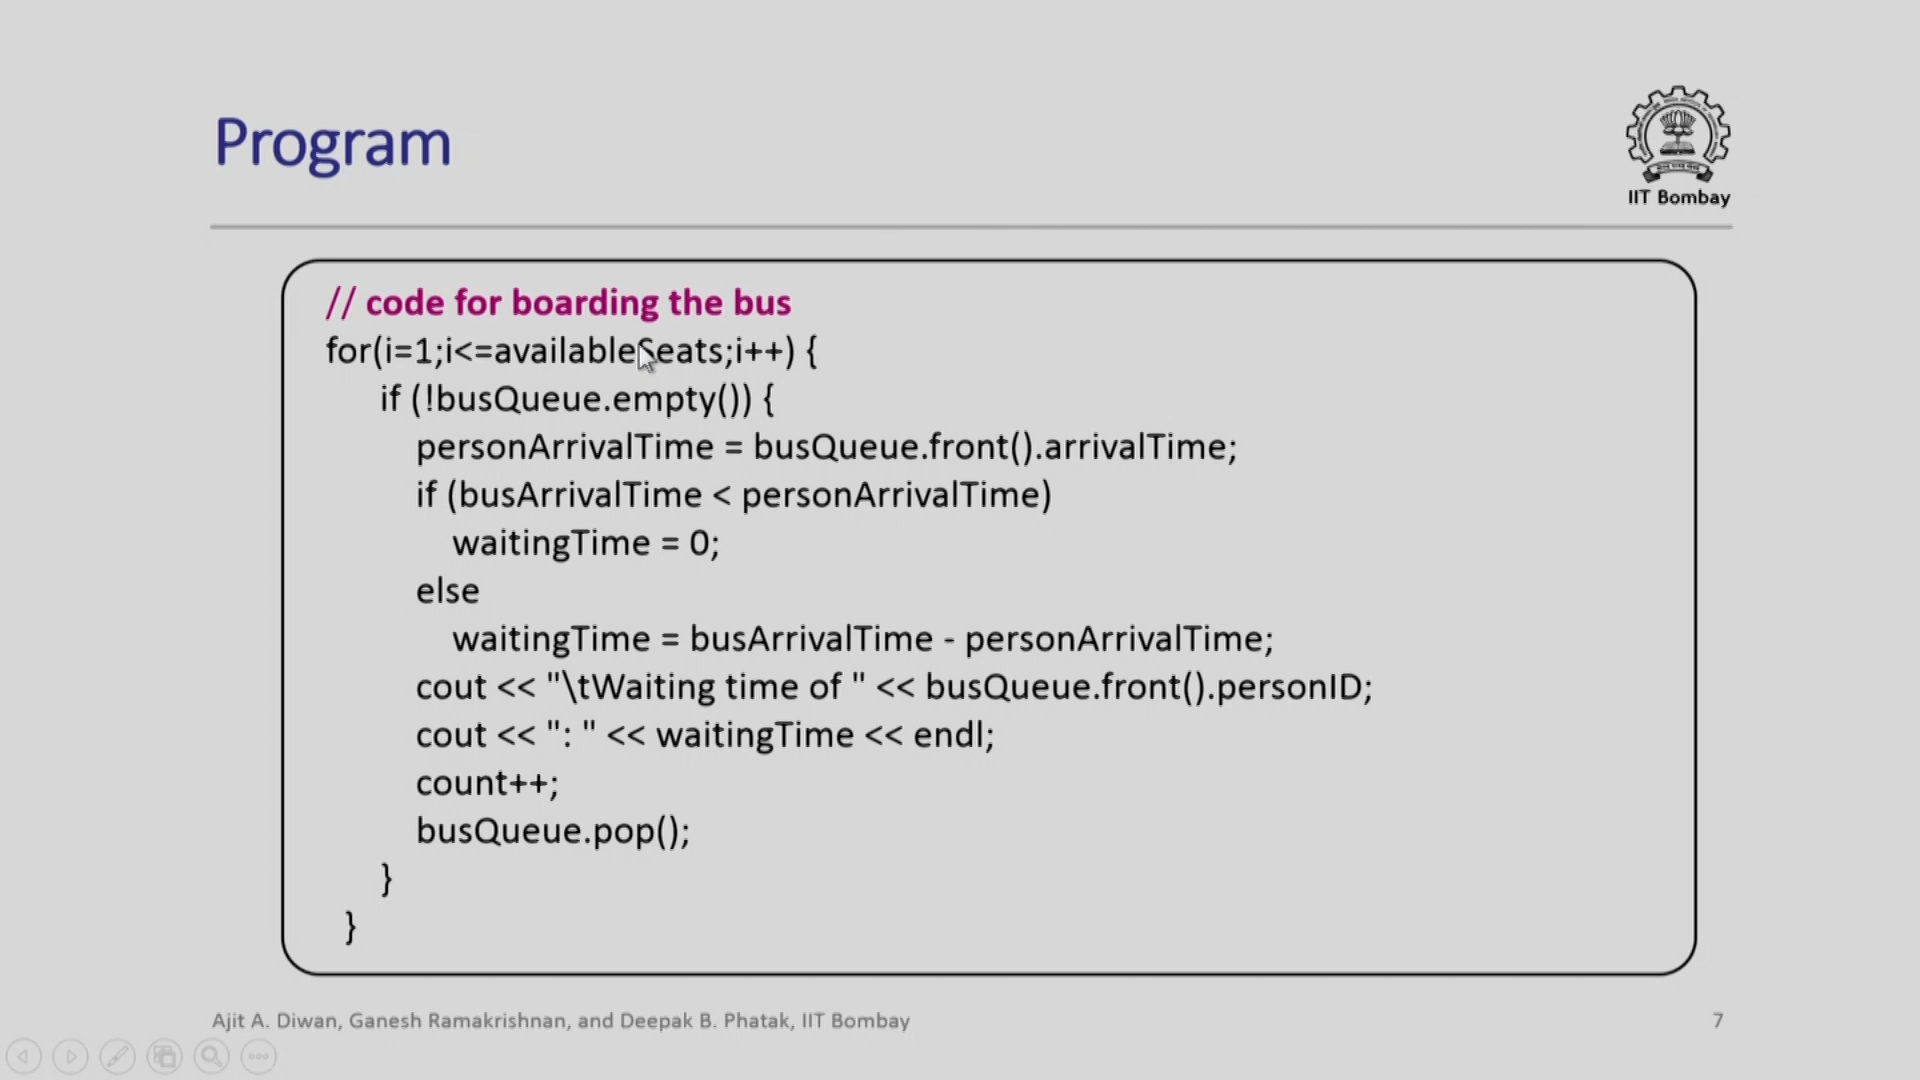 Program
IIT Bombay
// code for boarding the bus
for(i=1;i<=availableSeats;i++) {
if (!busQueue.empty()) {
personArrivalTime = busQueue.front().arrivalTime;
if (busArrivalTime < personArrivalTime)
waitingTime = 0;
else
waitingTime = busArrivalTime - personArrivalTime;
cout << "\tWaiting time of " << busQueue.front().personID;
cout << ": " << waitingTime << endl;
count++;
busQueue.pop();
}
}
Ajit A. Diwan, Ganesh Ramakrishnan, and Deepak B. Phatak, IIT Bombay
7